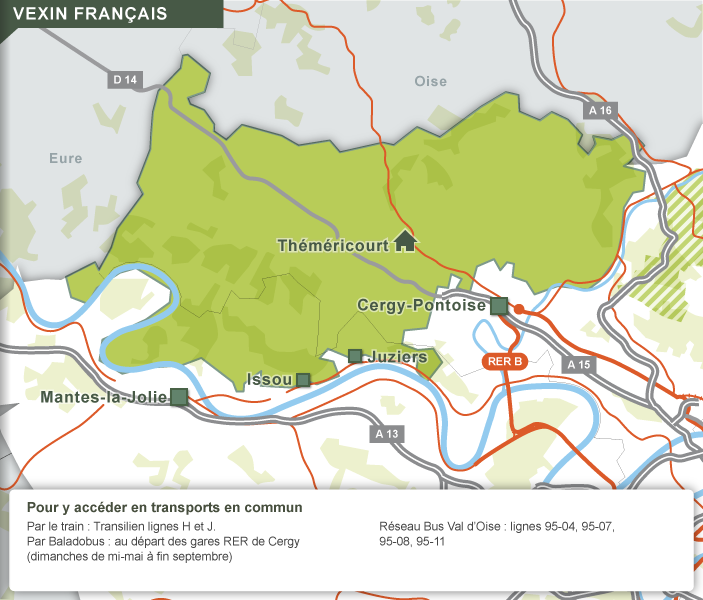 VEXIN FRANÇAIS
D 14
Oise
A 16
Eure
Théméricourt
Cergy-Pontoise
RER B
A 15
Juziers
Issou
Mantes-la-Jolie
A 13
Pour y accéder en transports en commun
Par le train : Transilien lignes H et J.
Par Baladobus : au départ des gares RER de Cergy
(dimanches de mi-mai à fin septembre)
Réseau Bus Val d'Oise : lignes 95-04, 95-07,
95-08, 95-11